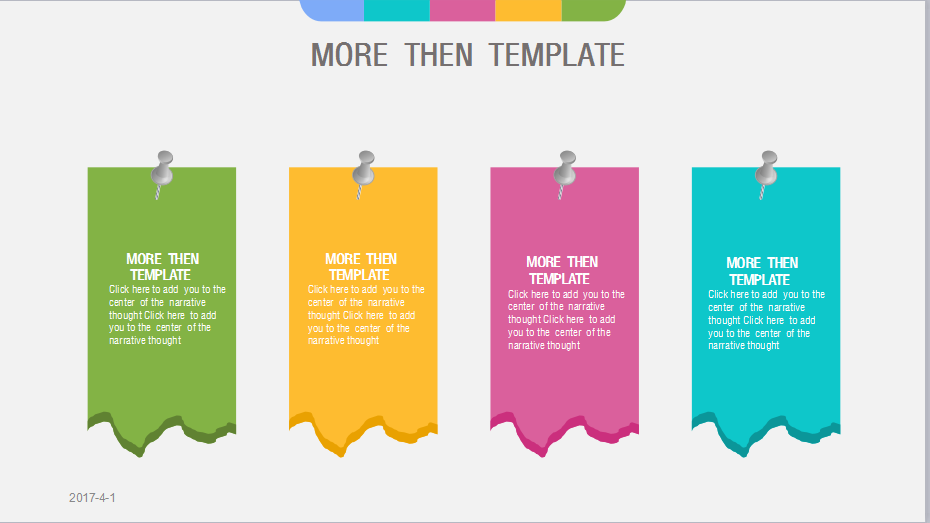 MORE THEN TEMPLATE
MORE THEN
TEMPLATE
Click here to add you to the
center of the narrative
thought Click here to add
you to the center of the
narrative thought
MORE THEN
TEMPLATE
Click here to add you to the
center of the narrative
thought Click here to add
you to the center of the
narrative thought
MORE THEN
TEMPLATE
Click here to add you to the
center of the narrative
thought Click here to add
you to the center of the
narrative thought
MORE THEN
TEMPLATE
Click here to add you to the
center of the narrative
thought Click here to add
you to the center of the
narrative thought
2017-4-1